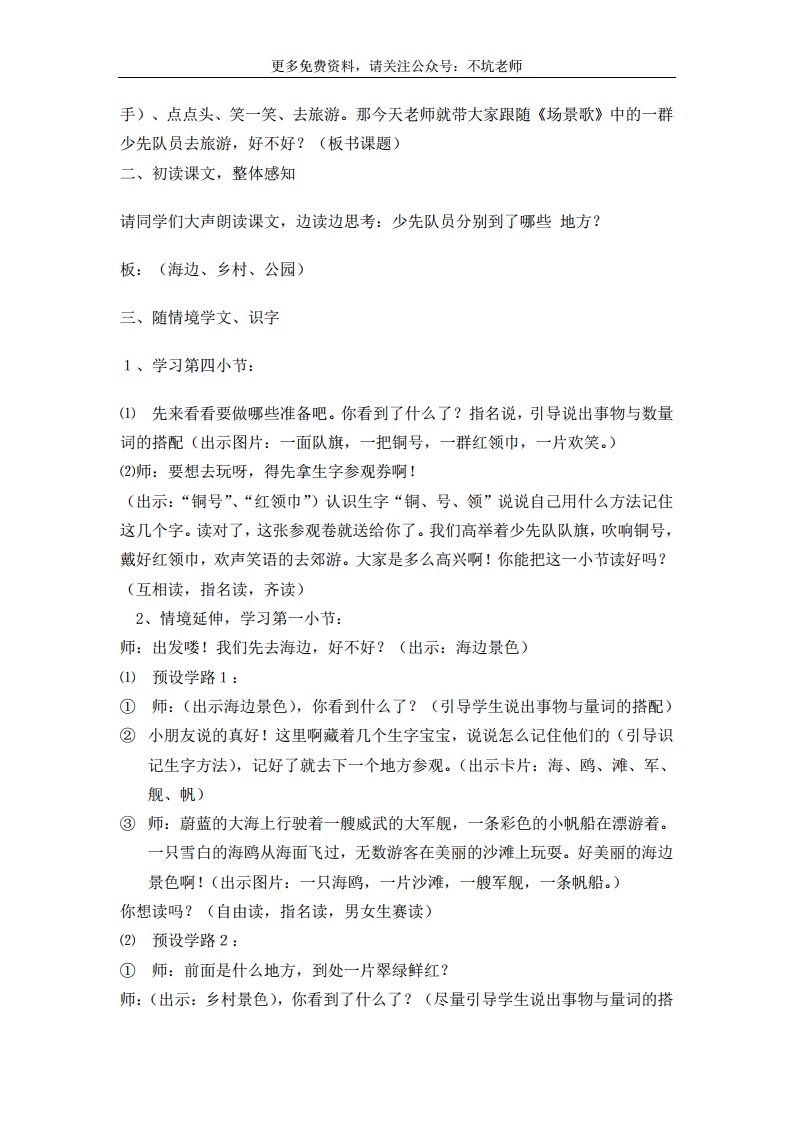 更多免费资料，请关注公众号：不坑老师
手）、点点头、笑一笑、去旅游。那今天老师就带大家跟随《场景歌》中的一群
少先队员去旅游，好不好？（板书课题）
二、初读课文，整体感知
请同学们大声朗读课文，边读边思考：少先队员分别到了哪些 地方？
板：（海边、乡村、公园）
三、随情境学文、识字
1、学习第四小节：
⑴ 先来看看要做哪些准备吧。你看到了什么了？指名说，引导说出事物与数量
词的搭配（出示图片：一面队旗，一把铜号，一群红领巾，一片欢笑。）
⑵师：要想去玩呀，得先拿生字参观券啊！
（出示：“铜号”、“红领巾”）认识生字“铜、号、领”说说自己用什么方法记住
这几个字。读对了，这张参观卷就送给你了。我们高举着少先队队旗，吹响铜号，
戴好红领巾，欢声笑语的去郊游。大家是多么高兴啊！你能把这一小节读好吗？
（互相读，指名读，齐读）
2、情境延伸，学习第一小节：
师：出发喽！我们先去海边，好不好？（出示：海边景色）
⑴ 预设学路1：
① 师：（出示海边景色），你看到什么了？（引导学生说出事物与量词的搭配）
② 小朋友说的真好！这里啊藏着几个生字宝宝，说说怎么记住他们的（引导识
记生字方法），记好了就去下一个地方参观。（出示卡片：海、鸥、滩、军、
舰、帆）
③ 师：蔚蓝的大海上行驶着一艘威武的大军舰，一条彩色的小帆船在漂游着。
一只雪白的海鸥从海面飞过，无数游客在美丽的沙滩上玩耍。好美丽的海边
景色啊！（出示图片：一只海鸥，一片沙滩，一艘军舰，一条帆船。）
你想读吗？（自由读，指名读，男女生赛读）
⑵ 预设学路2：
① 师：前面是什么地方，到处一片翠绿鲜红？
师：（出示：乡村景色），你看到了什么了？（尽量引导学生说出事物与量词的搭